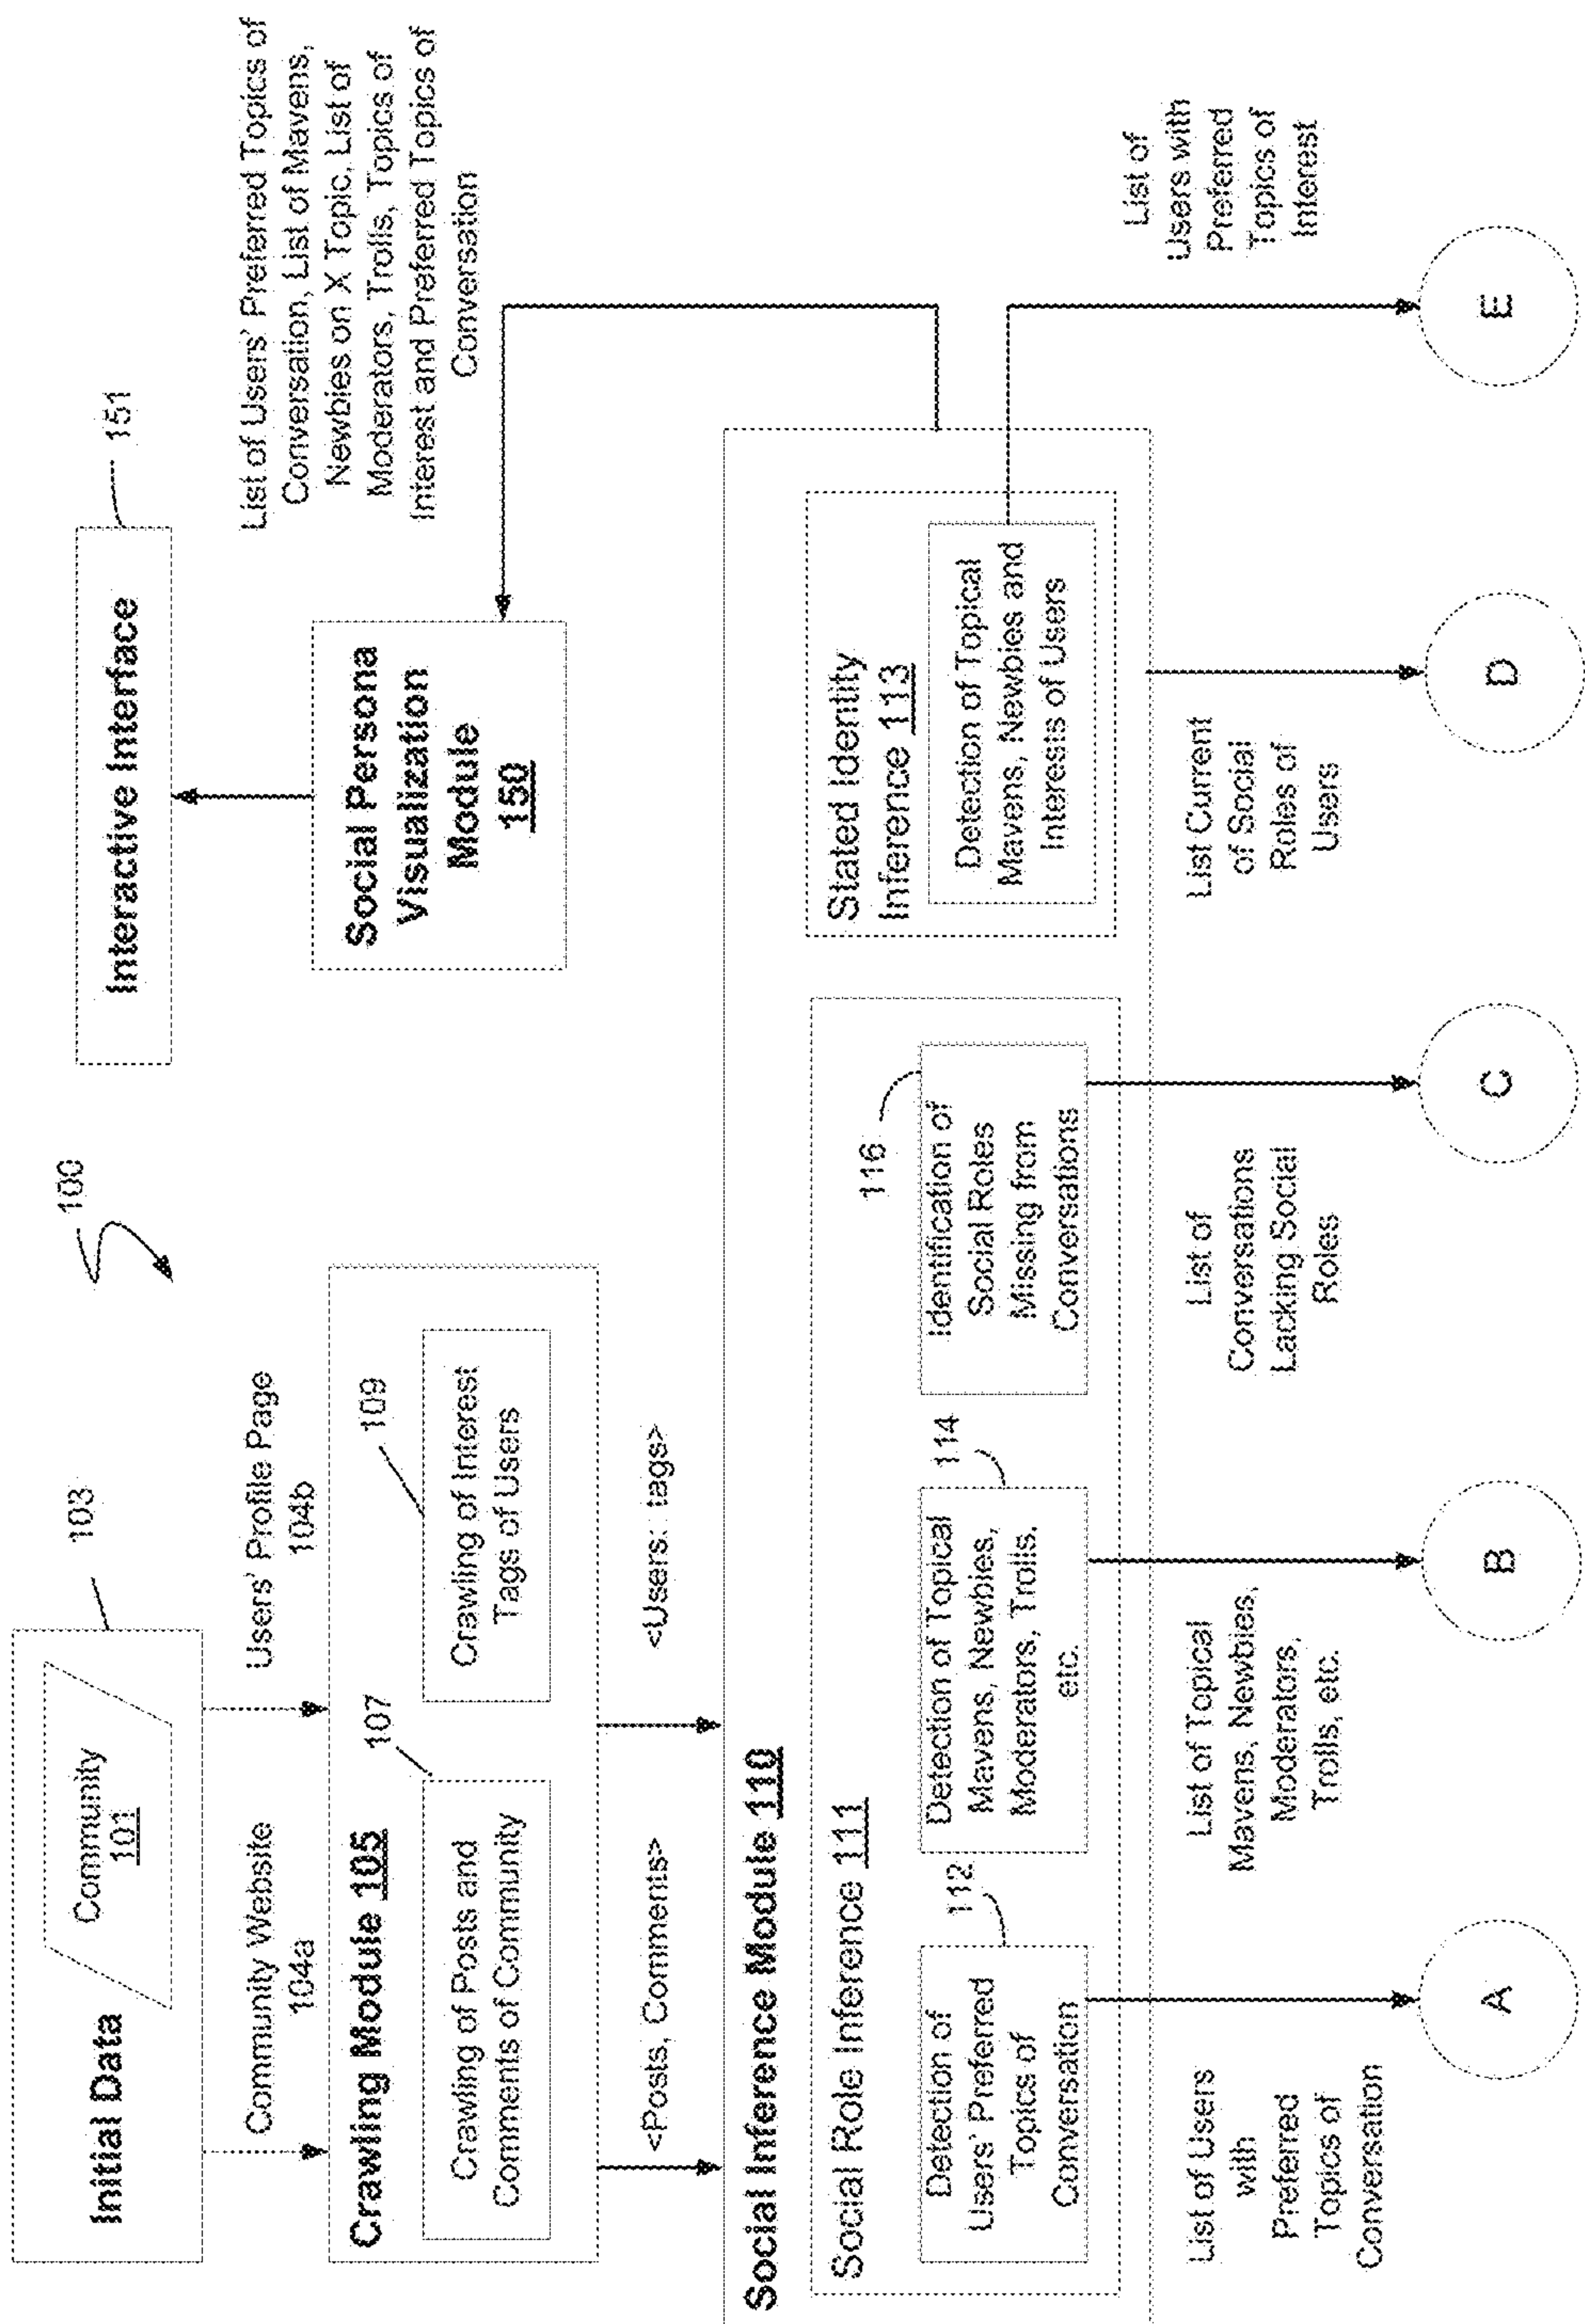 100
Initial Data
Community
101
103
Community Website
104a
Users' Profile Page
104b
Crawling Module 105
107
Crawling of Posts and
Comments of Community
109
Crawling of Interest
Tags of Users
<Posts, Comments>
<Users: tags>
Interactive Interface
151
Social Persona
Visualization
Module
150
List of Users' Preferred Topics of
Conversation, List of Mavens,
Newbies on X Topic, List of
Moderators, Trolls, Topics of
Interest and Preferred Topics of
Conversation
Social Inference Module 110
Social Role Inference 111
112
Detection of
Users' Preferred
Topics of
Conversation
114
Detection of Topical
Mavens, Newbies,
Moderators, Trolls.
etc.
116
Identification of
Social Roles
Missing from
Conversations
Stated Identity
Inference 113
Detection of Topical
Mavens, Newbies and
Interests of Users
List of Users
with
Preferred
Topics of
Conversation
List of Topical
Mavens, Newbies,
Moderators,
Trolls, etc.
List of
Conversations
Lacking Social
Roles
List Current
of Social
Roles of
Users
List of
Users with
Preferred
Topics of
Interest
A
B
C
D
E